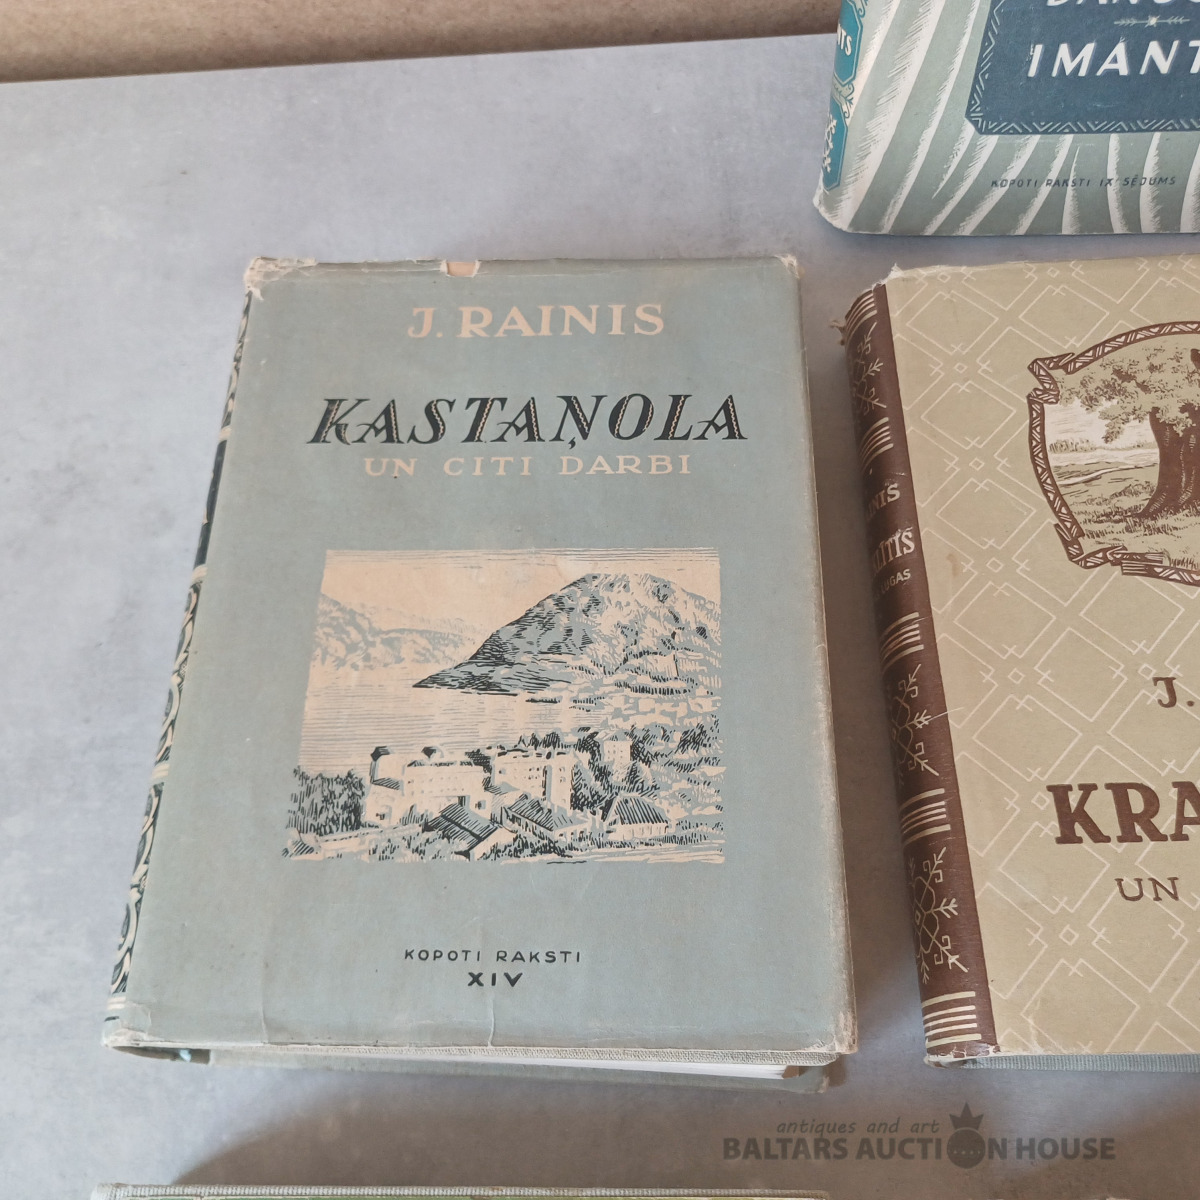 IMANT
KOPOTI RAKSTI IX SĒJUMS
J. RAINIS
KASTAŅOLA
UN CITI DARBI
KOPOTI RAKSTI
XIV
J.
KRA
UN
antiques and art
BALTARS AUCTION HOUSE